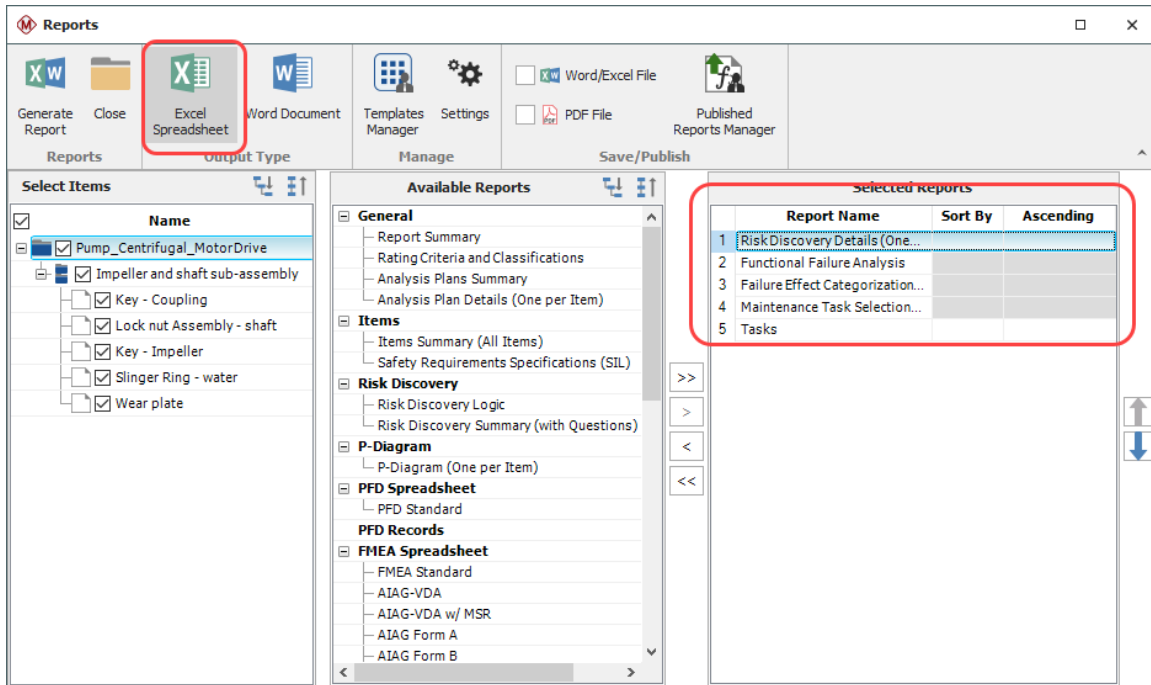 Reports
Generate Report
Close
Excel Spreadsheet
Word Document
Templates Manager
Settings
Word/Excel File
PDF File
Published Reports Manager
Reports
Output Type
Manage
Save/Publish
Select Items
Name
Pump_Centrifugal_MotorDrive
Impeller and shaft sub-assembly
Key - Coupling
Lock nut Assembly - shaft
Key - Impeller
Slinger Ring - water
Wear plate
Available Reports
General
Report Summary
Rating Criteria and Classifications
Analysis Plans Summary
Analysis Plan Details (One per Item)
Items
Items Summary (All Items)
Safety Requirements Specifications (SIL)
Risk Discovery
Risk Discovery Logic
Risk Discovery Summary (with Questions)
P-Diagram
P-Diagram (One per Item)
PFD Spreadsheet
PFD Standard
PFD Records
FMEA Spreadsheet
FMEA Standard
AIAG-VDA
AIAG-VDA w/ MSR
AIAG Form A
AIAG Form B
>>
>
<
<<
Selected Reports
Report Name Sort By Ascending
1 Risk Discovery Details (One...
2 Functional Failure Analysis
3 Failure Effect Categorization...
4 Maintenance Task Selection...
5 Tasks